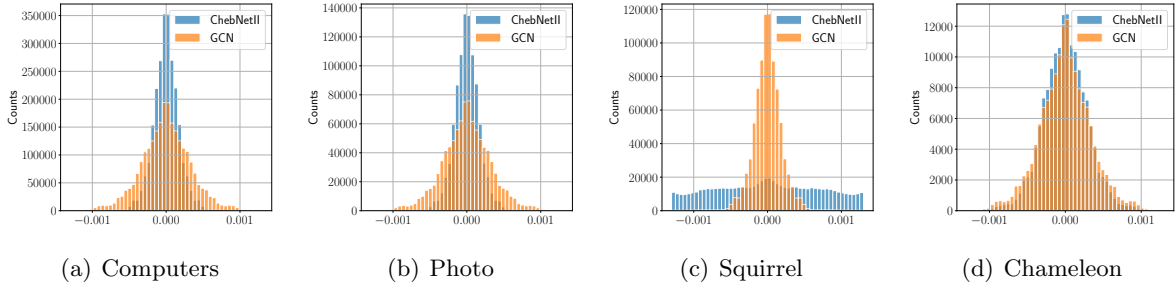 350000
300000
250000
200000
150000
100000
50000
0
Counts
ChebNetII
GCN
−0.001 0.000 0.001
(a) Computers
140000
120000
100000
80000
60000
40000
20000
0
Counts
ChebNetII
GCN
−0.001 0.000 0.001
(b) Photo
120000
100000
80000
60000
40000
20000
0
Counts
ChebNetII
GCN
−0.001 0.000 0.001
(c) Squirrel
12000
10000
8000
6000
4000
2000
0
Counts
ChebNetII
GCN
−0.001 0.000 0.001
(d) Chameleon